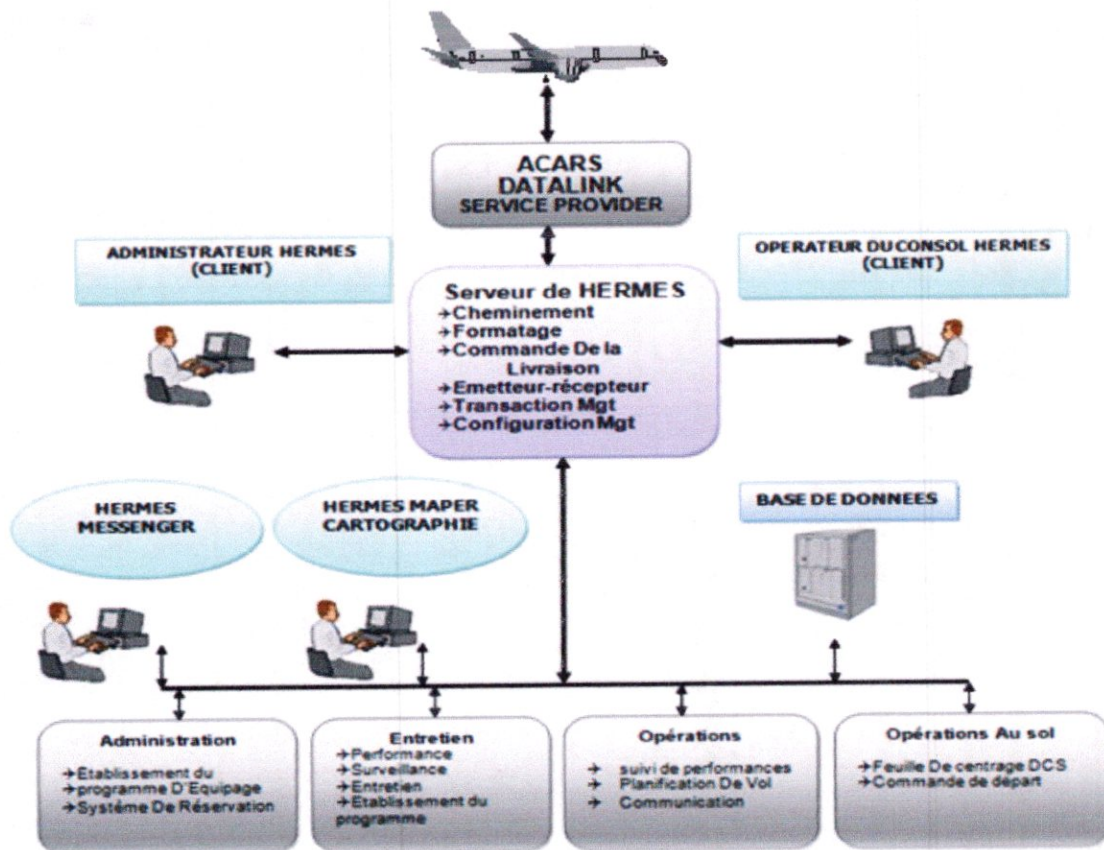 ACARS
DATALINK
SERVICE PROVIDER
ADMINISTRATEUR HERMES
(CLIENT)
OPERATEUR DU CONSOL HERMES
(CLIENT)
Serveur de HERMES
→Cheminement
→Formatage
→Commande De la
Livraison
→Emetteur-récepteur
→Transaction Mgt
→Configuration Mgt
HERMES
MESSENGER
HERMES MAPER
CARTOGRAPHIE
BASE DE DONNEES
Administration
→Etablissement du
→programme D'Equipage
→Systéme De Réservation
Entretien
→Performance
→Surveillance
→Entretien
→Etablissement du
programme
Opérations
→ suivi de performances
→ Planification De Vol
→ Communication
Opérations Au sol
→Feuille De centrage DCS
→Commande de départ